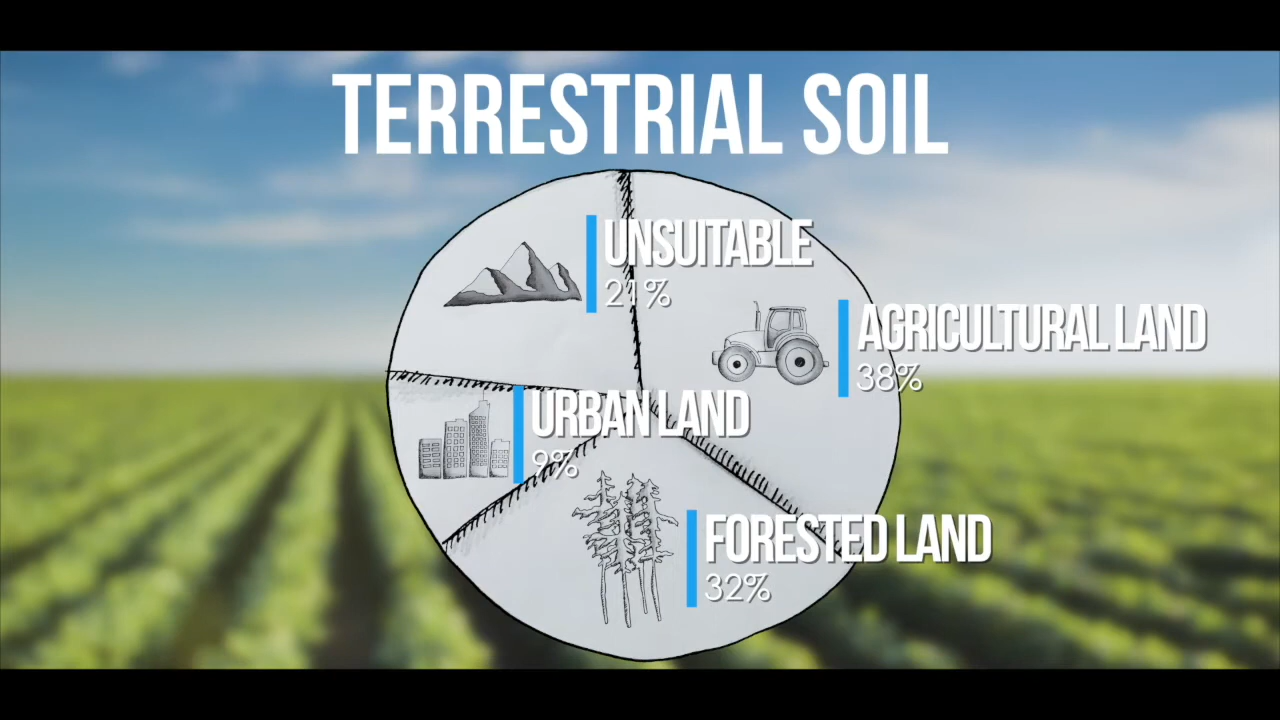 TERRESTRIAL SOIL
UNSUITABLE
21%
AGRICULTURAL LAND
38%
URBAN LAND
9%
FORESTED LAND
32%